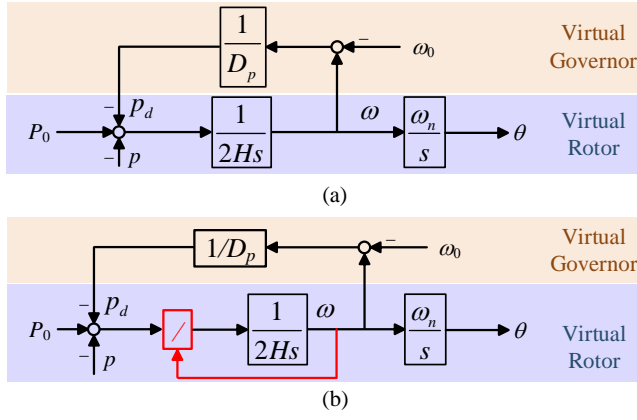 1
D_p
−
ω_0
Virtual
Governor
−
p_d
P_0
−
p
1
2Hs
ω
ω_n
s
θ
Virtual
Rotor
(a)
1/D_p
−
ω_0
Virtual
Governor
−
p_d
P_0
−
p
/
1
2Hs
ω
ω_n
s
θ
Virtual
Rotor
(b)